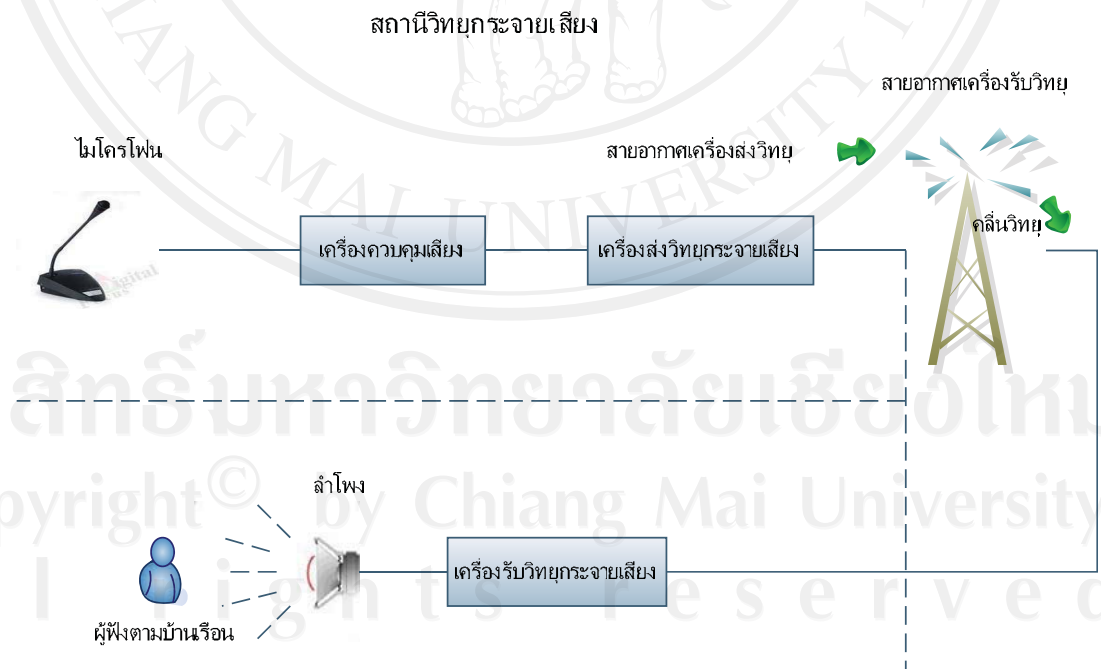 สถานีวิทยุกระจายเสียง
สายอากาศเครื่องรับวิทยุ
ไมโครโฟน
สายอากาศเครื่องส่งวิทยุ
คลื่นวิทยุ
เครื่องควบคุมเสียง
เครื่องส่งวิทยุกระจายเสียง
ANG MAI UNIVERSITY
สิทธิ์มหาวิทยาลัยเชียงใหม
ลำโพง
pyright © by Chiang Mai University
เครื่องรับวิทยุกระจายเสียง
l rights reserved
ผู้ฟังตามบ้านเรือน